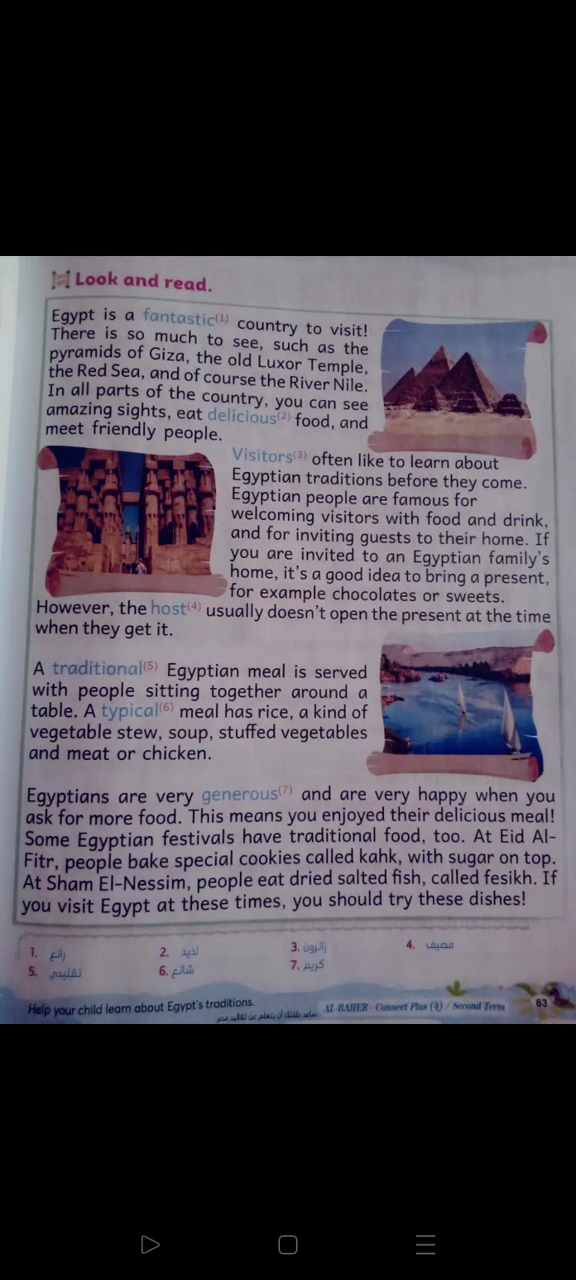 Look and read.
Egypt is a fantastic(1) country to visit!
There is so much to see, such as the
pyramids of Giza, the old Luxor Temple,
the Red Sea, and of course the River Nile.
In all parts of the country, you can see
amazing sights, eat delicious(2) food, and
meet friendly people.
Visitors(3) often like to learn about
Egyptian traditions before they come.
Egyptian people are famous for
welcoming visitors with food and drink,
and for inviting guests to their home. If
you are invited to an Egyptian family's
home, it's a good idea to bring a present,
for example chocolates or sweets.
However, the host(4) usually doesn't open the present at the time
when they get it.
A traditional(5) Egyptian meal is served
with people sitting together around a
table. A typical(6) meal has rice, a kind of
vegetable stew, soup, stuffed vegetables
and meat or chicken.
Egyptians are very generous(7) and are very happy when you
ask for more food. This means you enjoyed their delicious meal!
Some Egyptian festivals have traditional food, too. At Eid Al-
Fitr, people bake special cookies called kahk, with sugar on top.
At Sham El-Nessim, people eat dried salted fish, called fesikh. If
you visit Egypt at these times, you should try these dishes!
1. رائع 2. لذيذ 3. زائرون 4. مضيف
5. تقليدي 6. شائع 7. كريم
Help your child learn about Egypt's traditions. AL-BAHER - Connect Plus (4) / Second Term 63
ساعد طفلك أن يتعلم عن تقاليد مصر